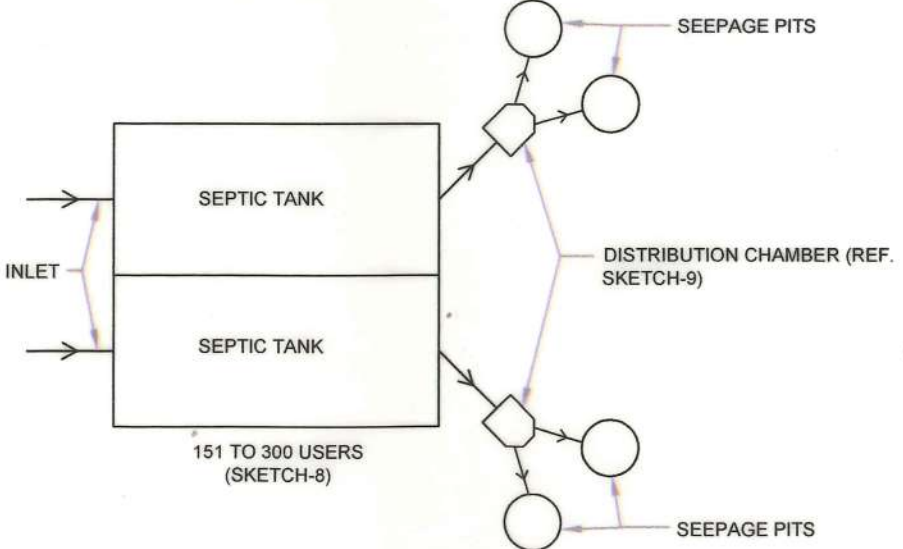 SEEPAGE PITS
SEPTIC TANK
DISTRIBUTION CHAMBER (REF.
SKETCH-9)
INLET
SEPTIC TANK
151 TO 300 USERS
(SKETCH-8)
SEEPAGE PITS